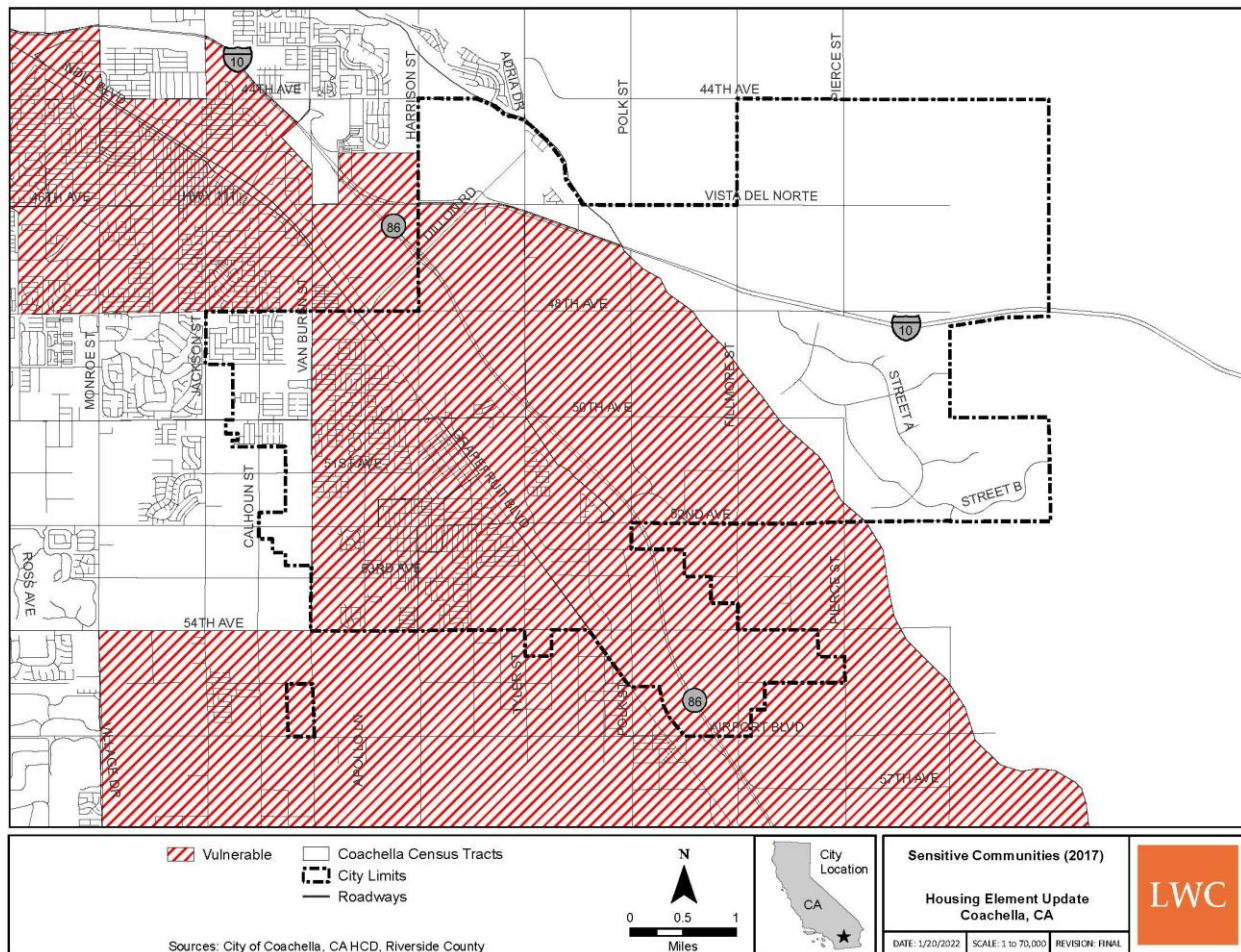 10
44TH AVE
INDIO BLVD
HARRISON ST
ADRIA DR
POLK ST
44TH AVE
PIERCE ST
46TH AVE
HWY 111
86
DILLON RD
VISTA DEL NORTE
MONROE ST
JACKSON ST
VAN BUREN ST
48TH AVE
10
FILLMORE ST
STREET A
50TH AVE
GRAPEFRUIT BLVD
51ST AVE
CALHOUN ST
STREET B
52ND AVE
ROSS AVE
53RD AVE
PIERCE ST
54TH AVE
TYLER ST
POLK ST
86
VILLAGE DR
APOLLO LN
AIRPORT BLVD
57TH AVE
Vulnerable
Coachella Census Tracts
City Limits
Roadways
Sources: City of Coachella, CA HCD, Riverside County
N
0 0.5 1
Miles
City
Location
CA
Sensitive Communities (2017)
Housing Element Update
Coachella, CA
DATE: 1/20/2022
SCALE: 1 to 70,000
REVISION: FINAL
LWC